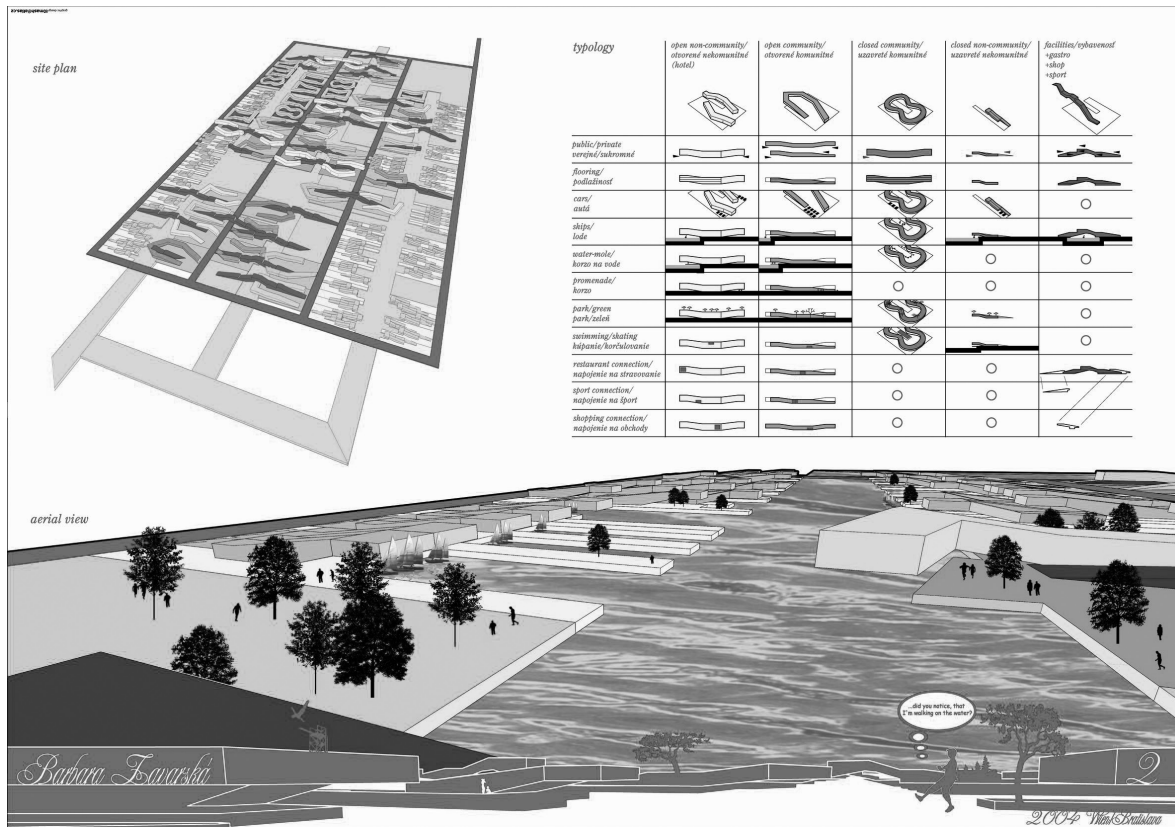 site plan
typology
open non-community/
otvorené nekomunitné
(hotel)
open community/
otvorené komunitné
closed community/
uzavreté komunitné
closed non-community/
uzavreté nekomunitné
facilities/vybavenosť
+gastro
+shop
+sport
public/private
verejné/sukromné
flooring/
podlažinosť
cars/
autá
ships/
lode
water-mole/
korzo na vode
promenade/
korzo
park/green
park/zeleň
swimming/skating
kúpanie/korčulovanie
restaurant connection/
napojenie na stravovanie
sport connection/
napojenie na šport
shopping connection/
napojenie na obchody
aerial view
...did you notice, that
I'm walking on the water?
Barbara Zavarská
2
2004 Wien/Bratislava